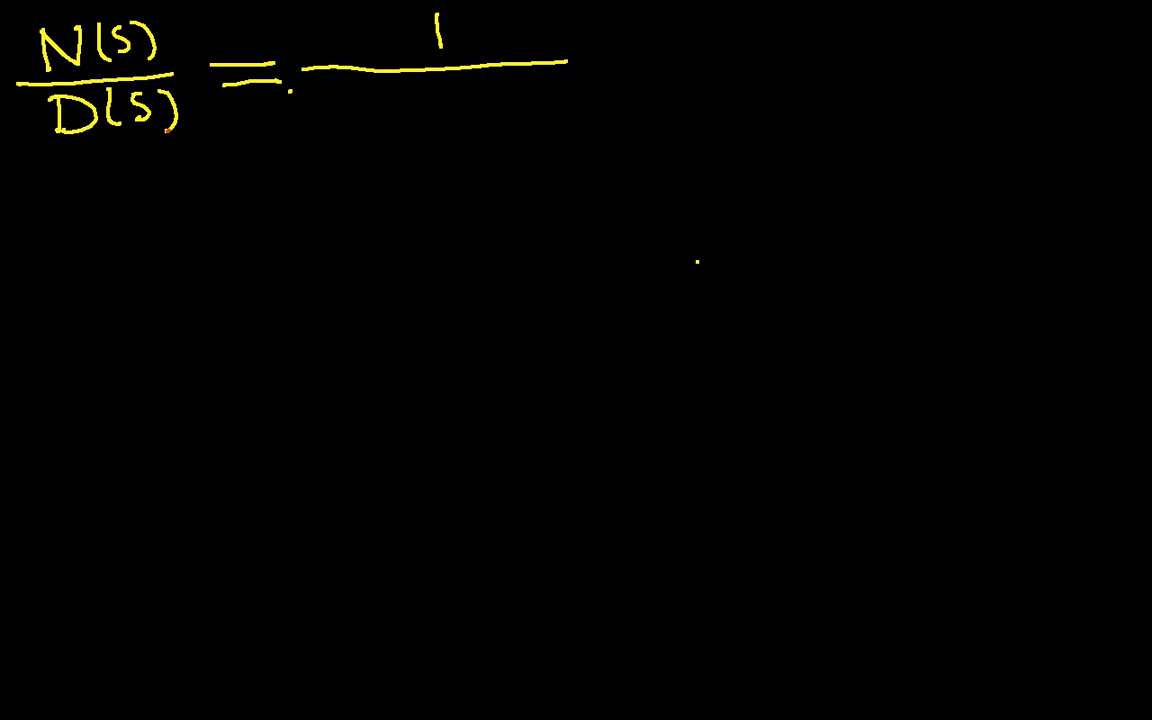 N(s)/D(s) = 1/